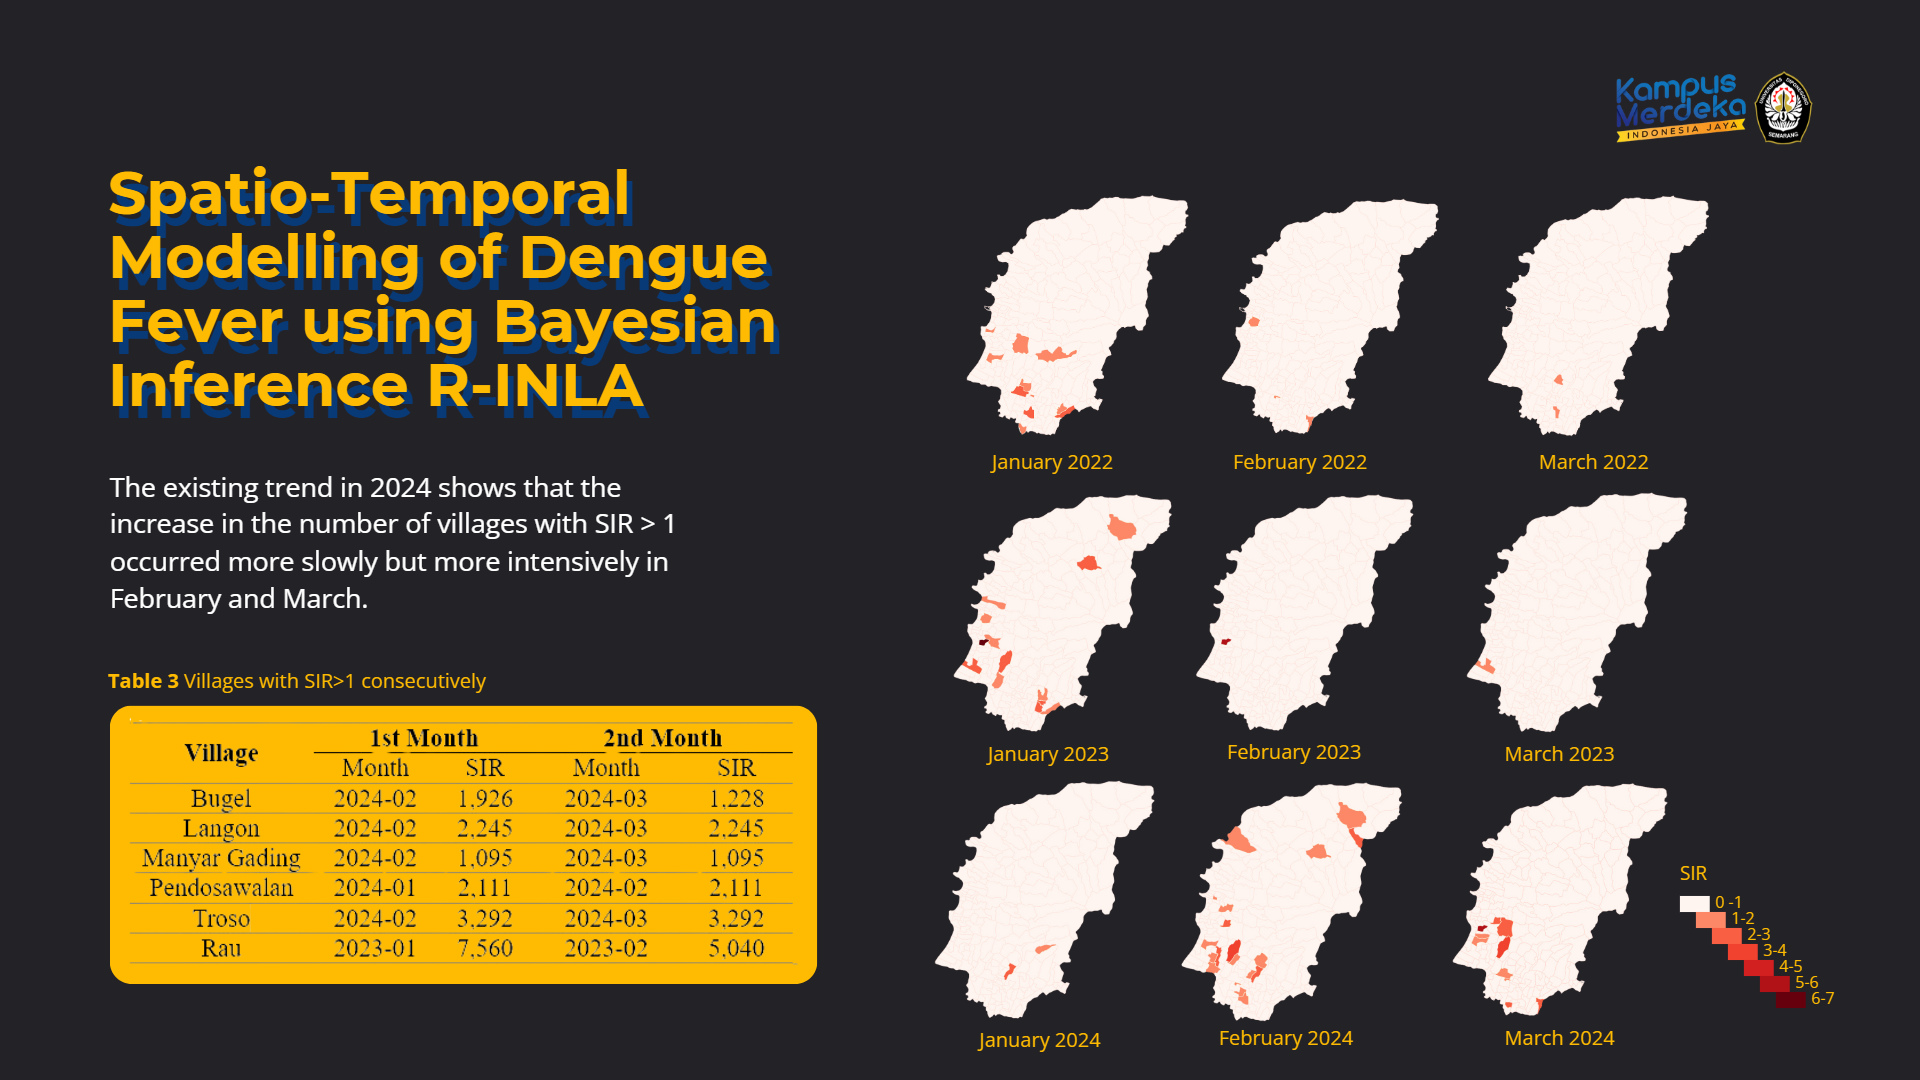 Kampus
Merdeka
INDONESIA JAYA
UNIVERSITAS DIPONEGORO
SEMARANG
Spatio-Temporal
Modelling of Dengue
Fever using Bayesian
Inference R-INLA
The existing trend in 2024 shows that the
increase in the number of villages with SIR > 1
occurred more slowly but more intensively in
February and March.
Table 3 Villages with SIR>1 consecutively
Village 1st Month 2nd Month
Month SIR Month SIR
Bugel 2024-02 1,926 2024-03 1,228
Langon 2024-02 2,245 2024-03 2,245
Manyar Gading 2024-02 1,095 2024-03 1,095
Pendosawalan 2024-01 2,111 2024-02 2,111
Troso 2024-02 3,292 2024-03 3,292
Rau 2023-01 7,560 2023-02 5,040
January 2022
February 2022
March 2022
January 2023
February 2023
March 2023
January 2024
February 2024
March 2024
SIR
0 -1
1-2
2-3
3-4
4-5
5-6
6-7